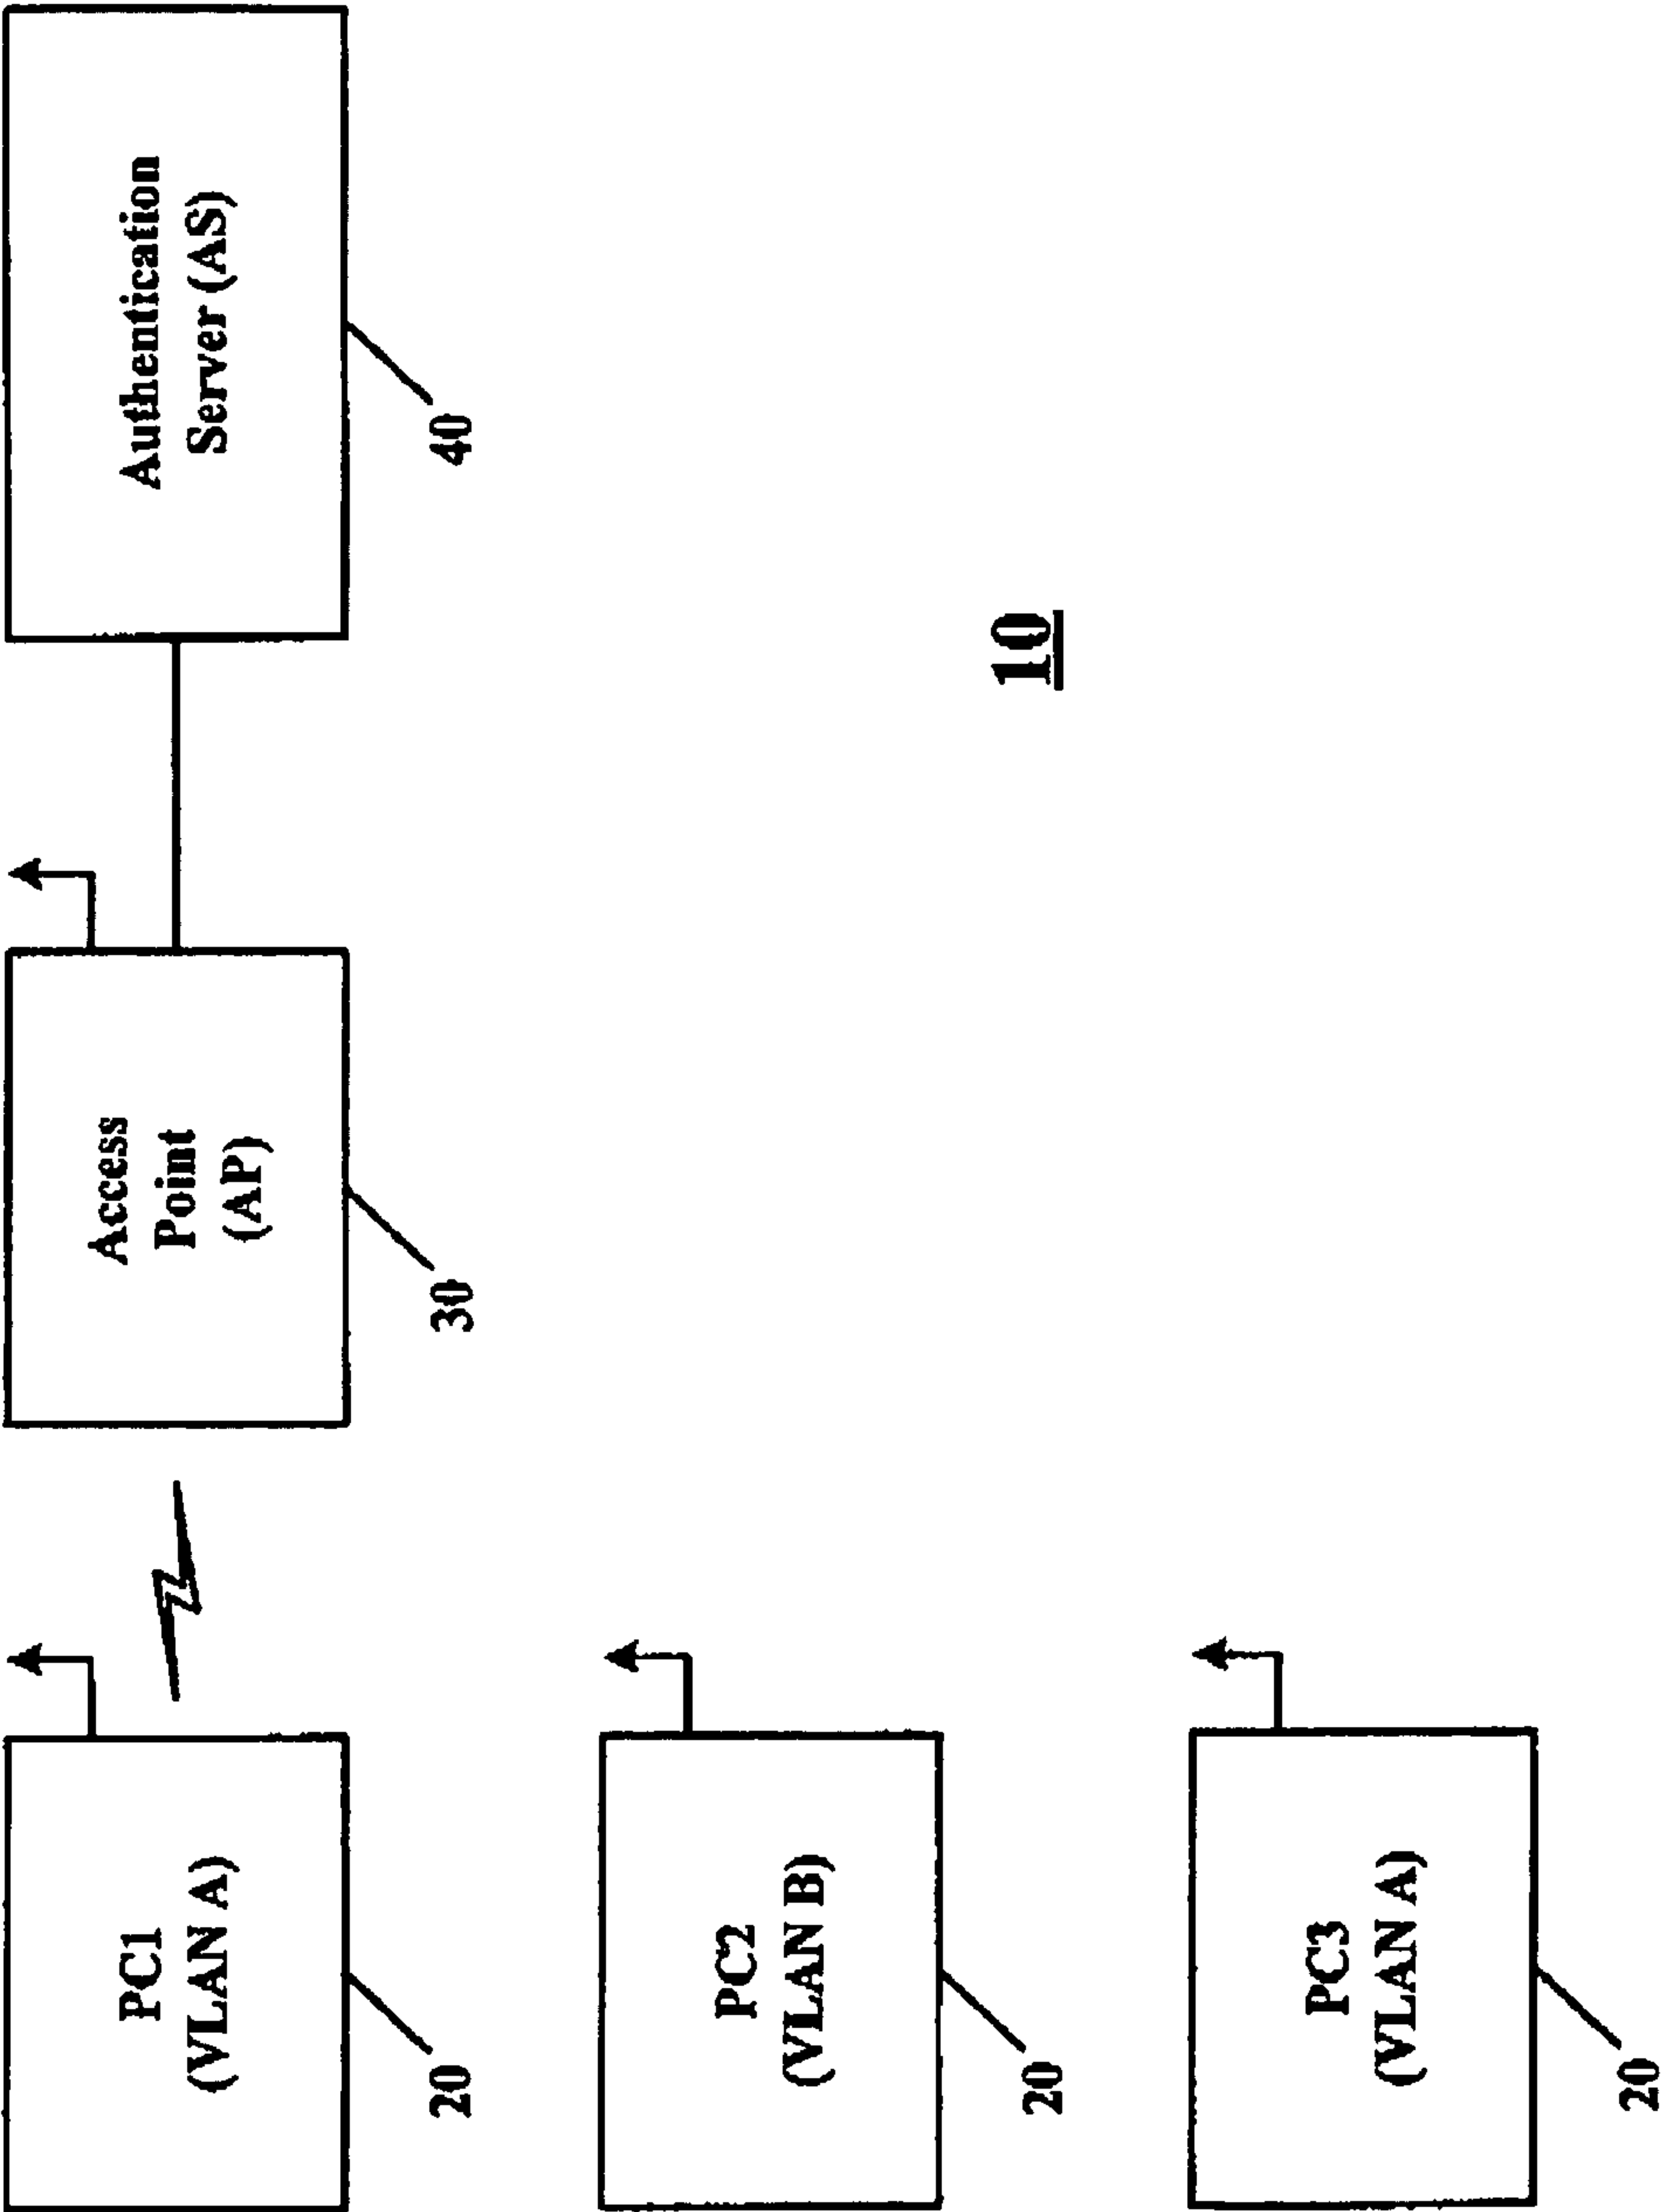 PC1
(VLAN A)
20
Access
Point
(AP)
30
Authentication
Server (AS)
40
PC2
(VLAN B)
20
10
PC3
(VLAN A)
20